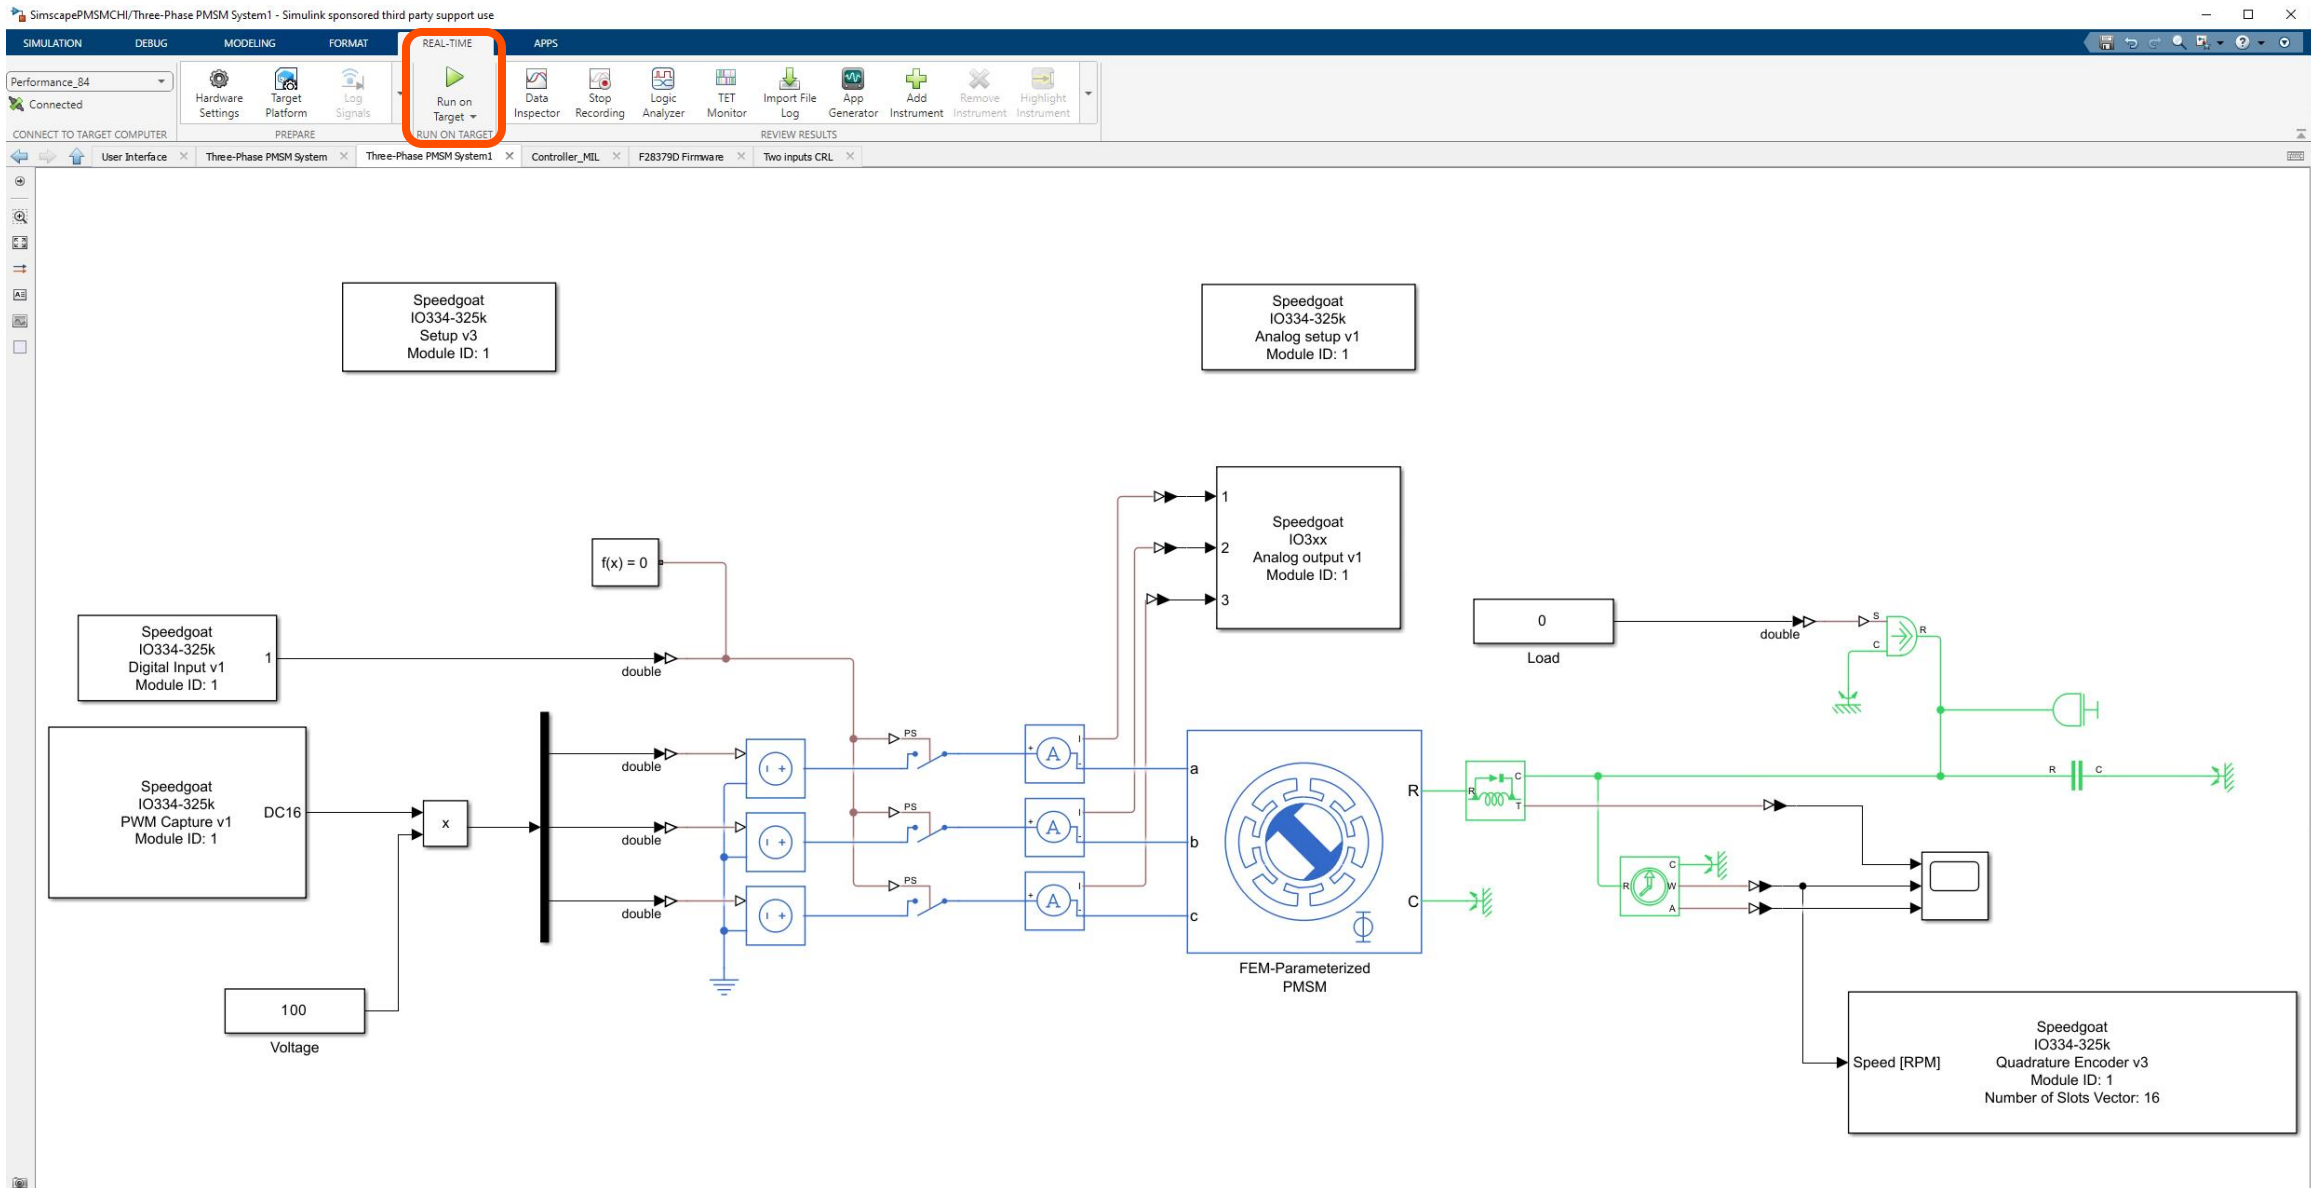 SimscapePMSMCHI/Three-Phase PMSM System1 - Simulink sponsored third party support use
SIMULATION
DEBUG
MODELING
FORMAT
REAL-TIME
APPS
Performance_84
Connected
CONNECT TO TARGET COMPUTER
Hardware
Settings
Target
Platform
Log
Signals
PREPARE
Run on
Target
RUN ON TARGET
Data
Inspector
Stop
Recording
Logic
Analyzer
TET
Monitor
Import File
Log
App
Generator
Add
Instrument
Remove
Instrument
Highlight
Instrument
REVIEW RESULTS
User Interface
Three-Phase PMSM System
Three-Phase PMSM System1
Controller_MIL
F28379D Firmware
Two inputs CRL
Speedgoat
IO334-325k
Setup v3
Module ID: 1
Speedgoat
IO334-325k
Analog setup v1
Module ID: 1
1
2
3
Speedgoat
IO3xx
Analog output v1
Module ID: 1
f(x) = 0
Speedgoat
IO334-325k
Digital Input v1
Module ID: 1
1
double
0
Load
double
S
C
R
Speedgoat
IO334-325k
PWM Capture v1
Module ID: 1
DC16
x
double
double
double
PS
PS
PS
A
I
A
I
A
I
a
b
c
R
C
FEM-Parameterized
PMSM
R
C
T
R
C
R
C
W
A
100
Voltage
Speed [RPM]
Speedgoat
IO334-325k
Quadrature Encoder v3
Module ID: 1
Number of Slots Vector: 16